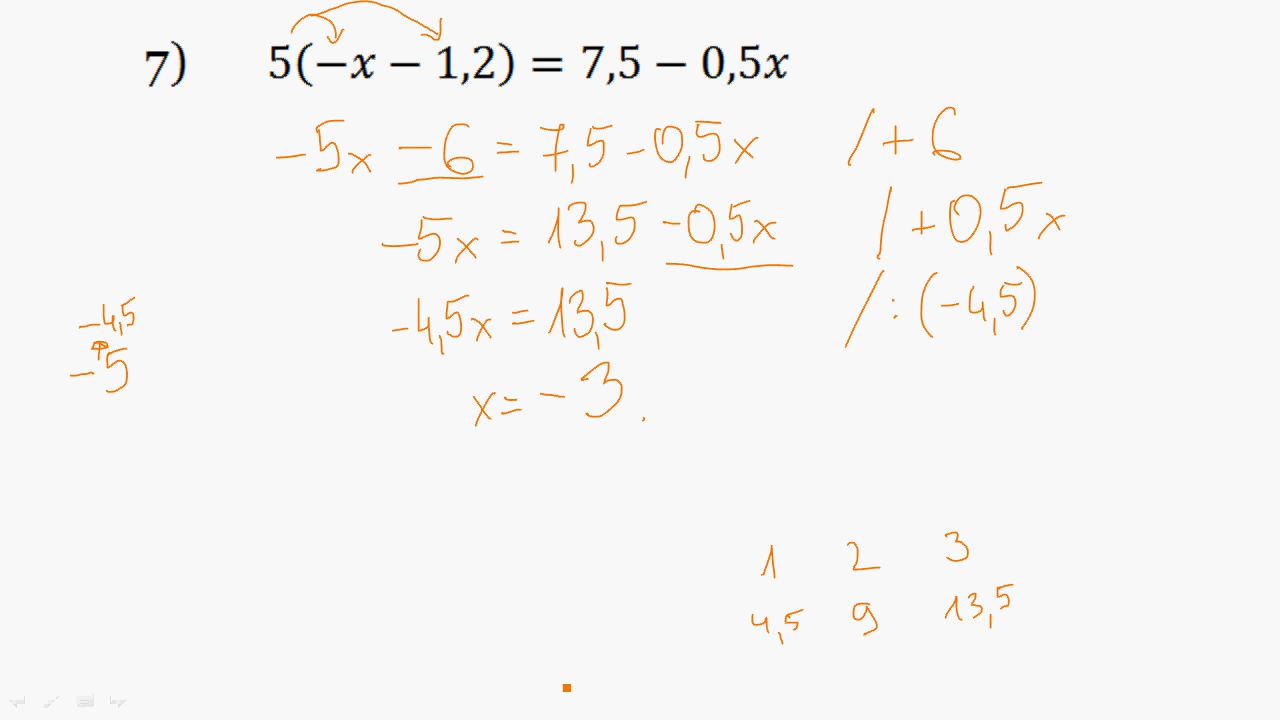 7) 5(−x − 1,2) = 7,5 − 0,5x
−5x −6 = 7,5 −0,5x / +6
−5x = 13,5 −0,5x / +0,5x
−4,5x = 13,5 / : (−4,5)
x = −3.
−4,5
−5
1 2 3
4,5 9 13,5